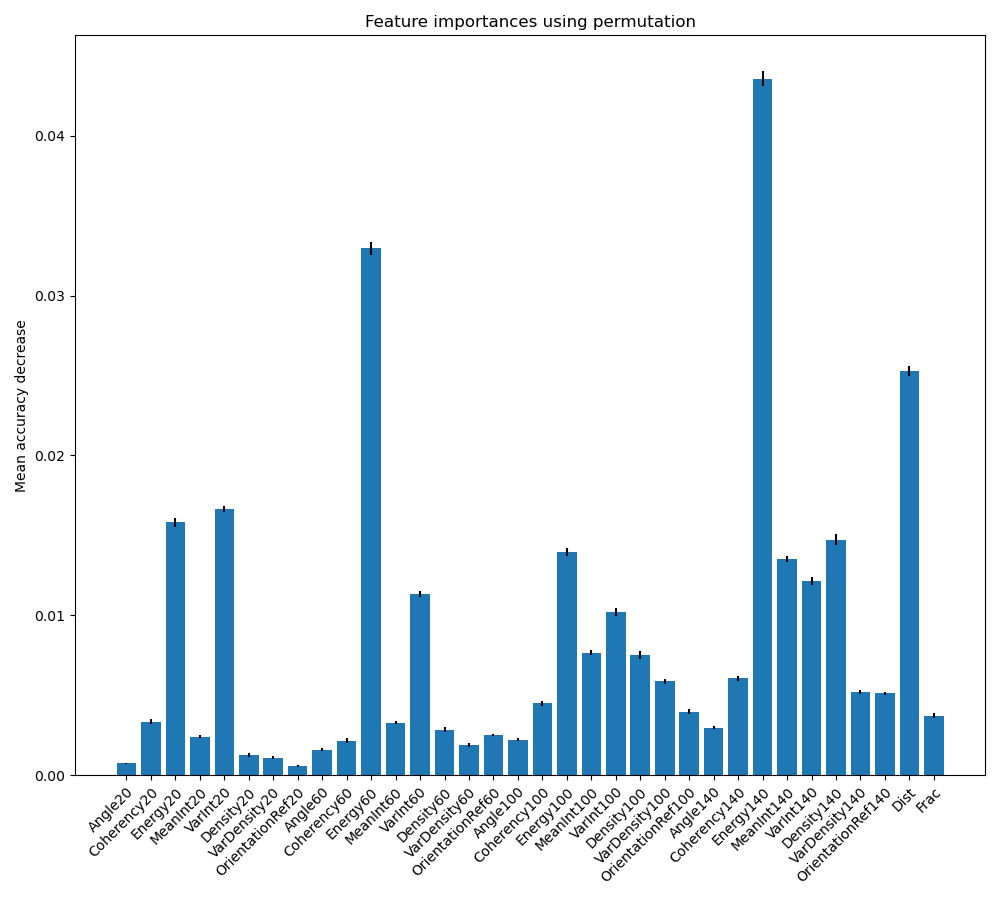 Feature importances using permutation
Mean accuracy decrease
0.04
0.03
0.02
0.01
0.00
Angle20
Coherency20
Energy20
MeanInt20
VarInt20
Density20
VarDensity20
OrientationRef20
Angle60
Coherency60
Energy60
MeanInt60
VarInt60
Density60
VarDensity60
OrientationRef60
Angle100
Coherency100
Energy100
MeanInt100
VarInt100
Density100
VarDensity100
OrientationRef100
Angle140
Coherency140
Energy140
MeanInt140
VarInt140
Density140
VarDensity140
OrientationRef140
Dist
Frac